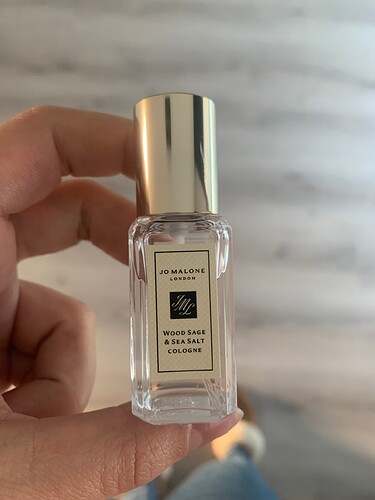 JO MALONE
LONDON
JML
WOOD SAGE
& SEA SALT
COLOGNE